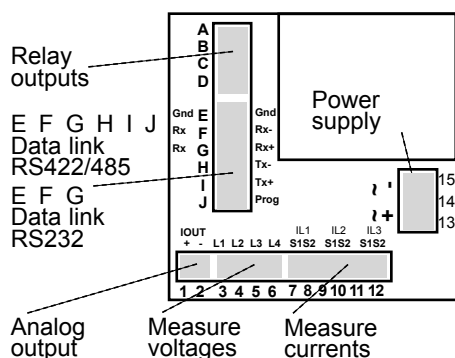 A
B
C
D
Relay
outputs
E F G H I J
Data link
RS422/485
E F G
Data link
RS232
Gnd
Rx
Rx
E
F
G
H
I
J
Gnd
Rx-
Rx+
Tx-
Tx+
Prog
Power
supply
~ -
~ +
15
14
13
IOUT
+ - L1 L2 L3 L4
IL1 IL2 IL3
S1S2 S1S2 S1S2
1 2 3 4 5 6 7 8 9 10 11 12
Analog
output
Measure
voltages
Measure
currents